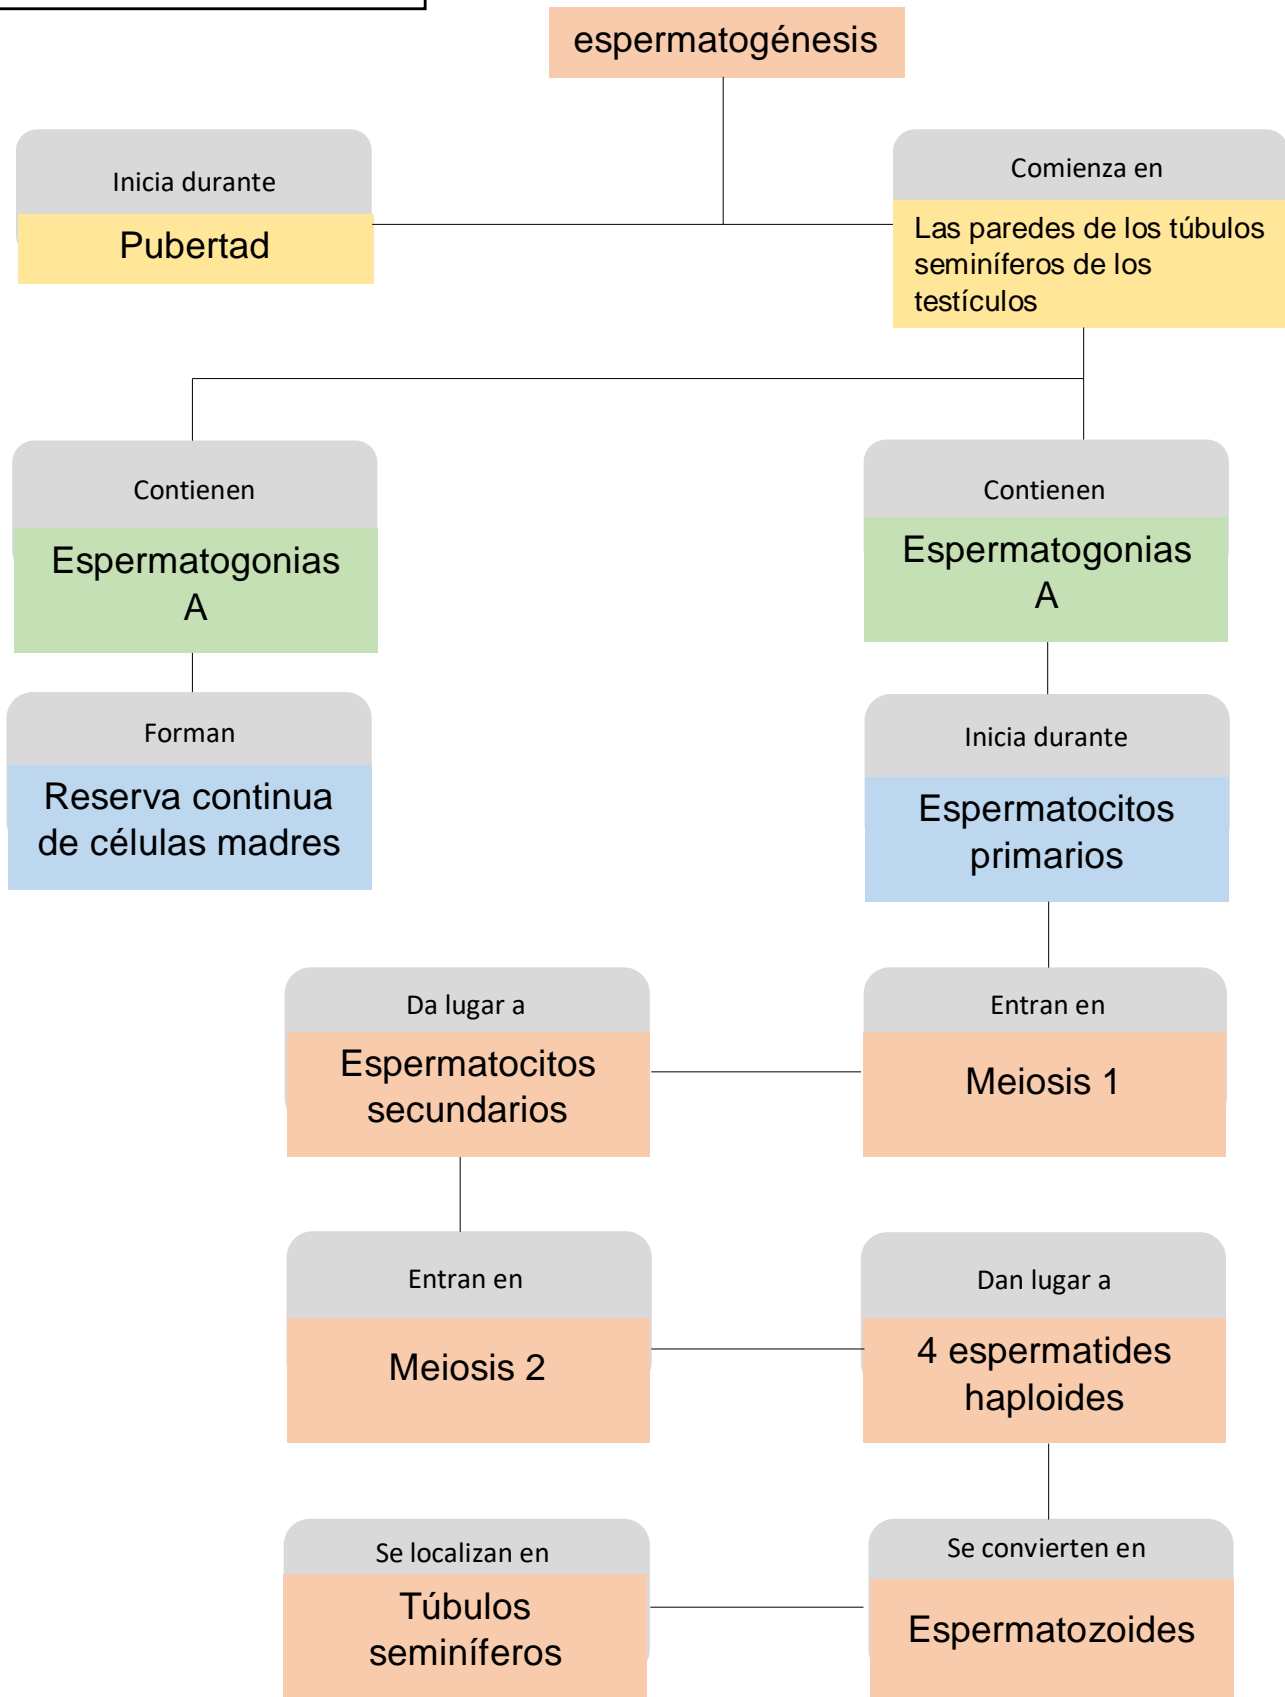 espermatogénesis
Inicia durante
Pubertad
Comienza en
Las paredes de los túbulos
seminíferos de los
testículos
Contienen
Espermatogonias
A
Contienen
Espermatogonias
A
Forman
Reserva continua
de células madres
Inicia durante
Espermatocitos
primarios
Da lugar a
Espermatocitos
secundarios
Entran en
Meiosis 1
Entran en
Meiosis 2
Dan lugar a
4 espermatides
haploides
Se localizan en
Túbulos
seminíferos
Se convierten en
Espermatozoides